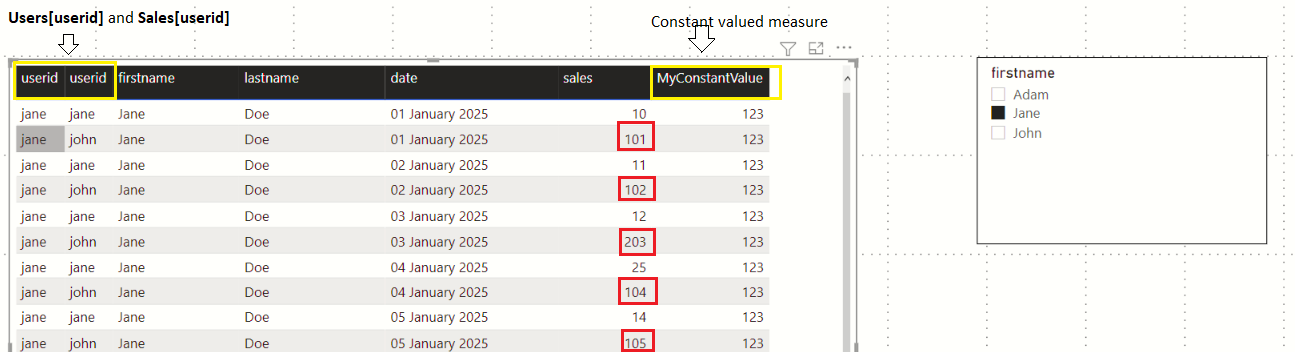 Users[userid] and Sales[userid]
Constant valued measure
userid userid firstname lastname date sales MyConstantValue
jane jane Jane Doe 01 January 2025 10 123
jane john Jane Doe 01 January 2025 101 123
jane jane Jane Doe 02 January 2025 11 123
jane john Jane Doe 02 January 2025 102 123
jane jane Jane Doe 03 January 2025 12 123
jane john Jane Doe 03 January 2025 203 123
jane jane Jane Doe 04 January 2025 25 123
jane john Jane Doe 04 January 2025 104 123
jane jane Jane Doe 05 January 2025 14 123
jane john Jane Doe 05 January 2025 105 123
firstname
Adam
Jane
John